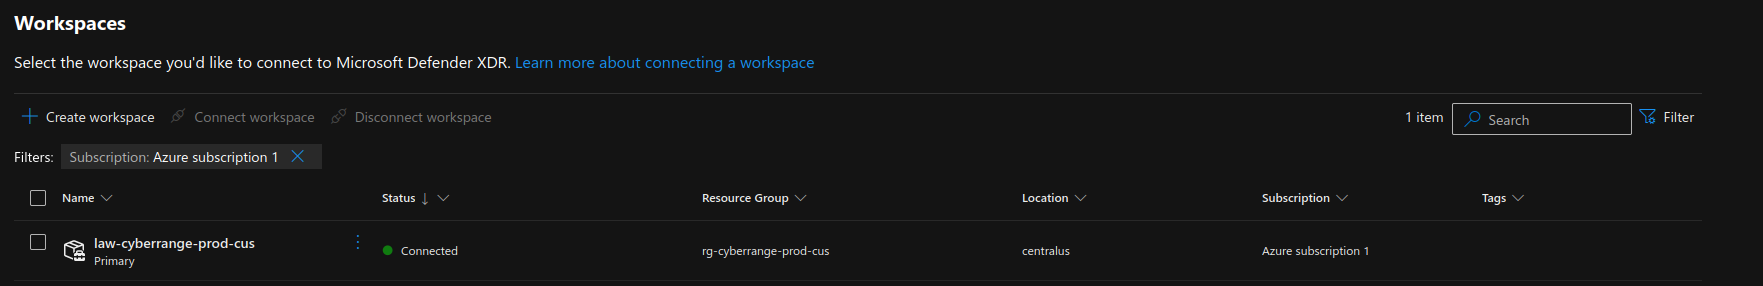 Workspaces
Select the workspace you'd like to connect to Microsoft Defender XDR. Learn more about connecting a workspace
Create workspace Connect workspace Disconnect workspace 1 item Search Filter
Filters: Subscription: Azure subscription 1
Name Status Resource Group Location Subscription Tags
law-cyberrange-prod-cus Connected rg-cyberrange-prod-cus centralus Azure subscription 1
Primary